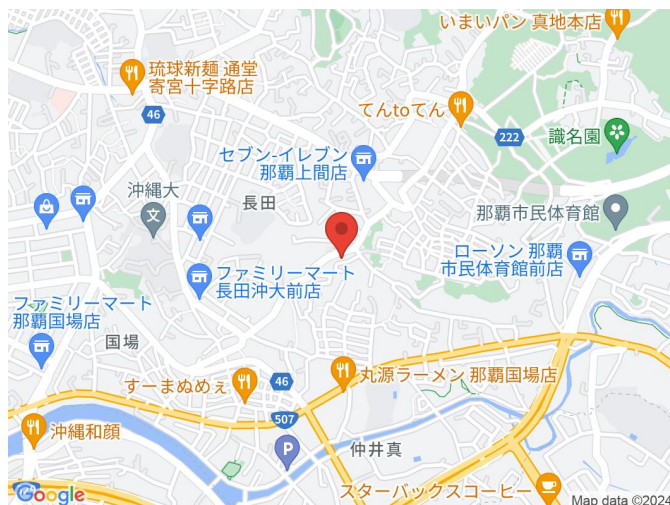 いまいパン 真地本店
琉球新麺 通堂
寄宮十字路店
46
てんtoてん
222
識名園
セブン-イレブン
那覇上間店
沖縄大
長田
那覇市民体育館
ローソン 那覇
市民体育館前店
ファミリーマート
長田沖大前店
ファミリーマート
那覇国場店
国場
すーまぬめぇ
46
丸源ラーメン 那覇国場店
507
沖縄和顔
P
仲井真
スターバックスコーヒー
Google
Map data ©2024